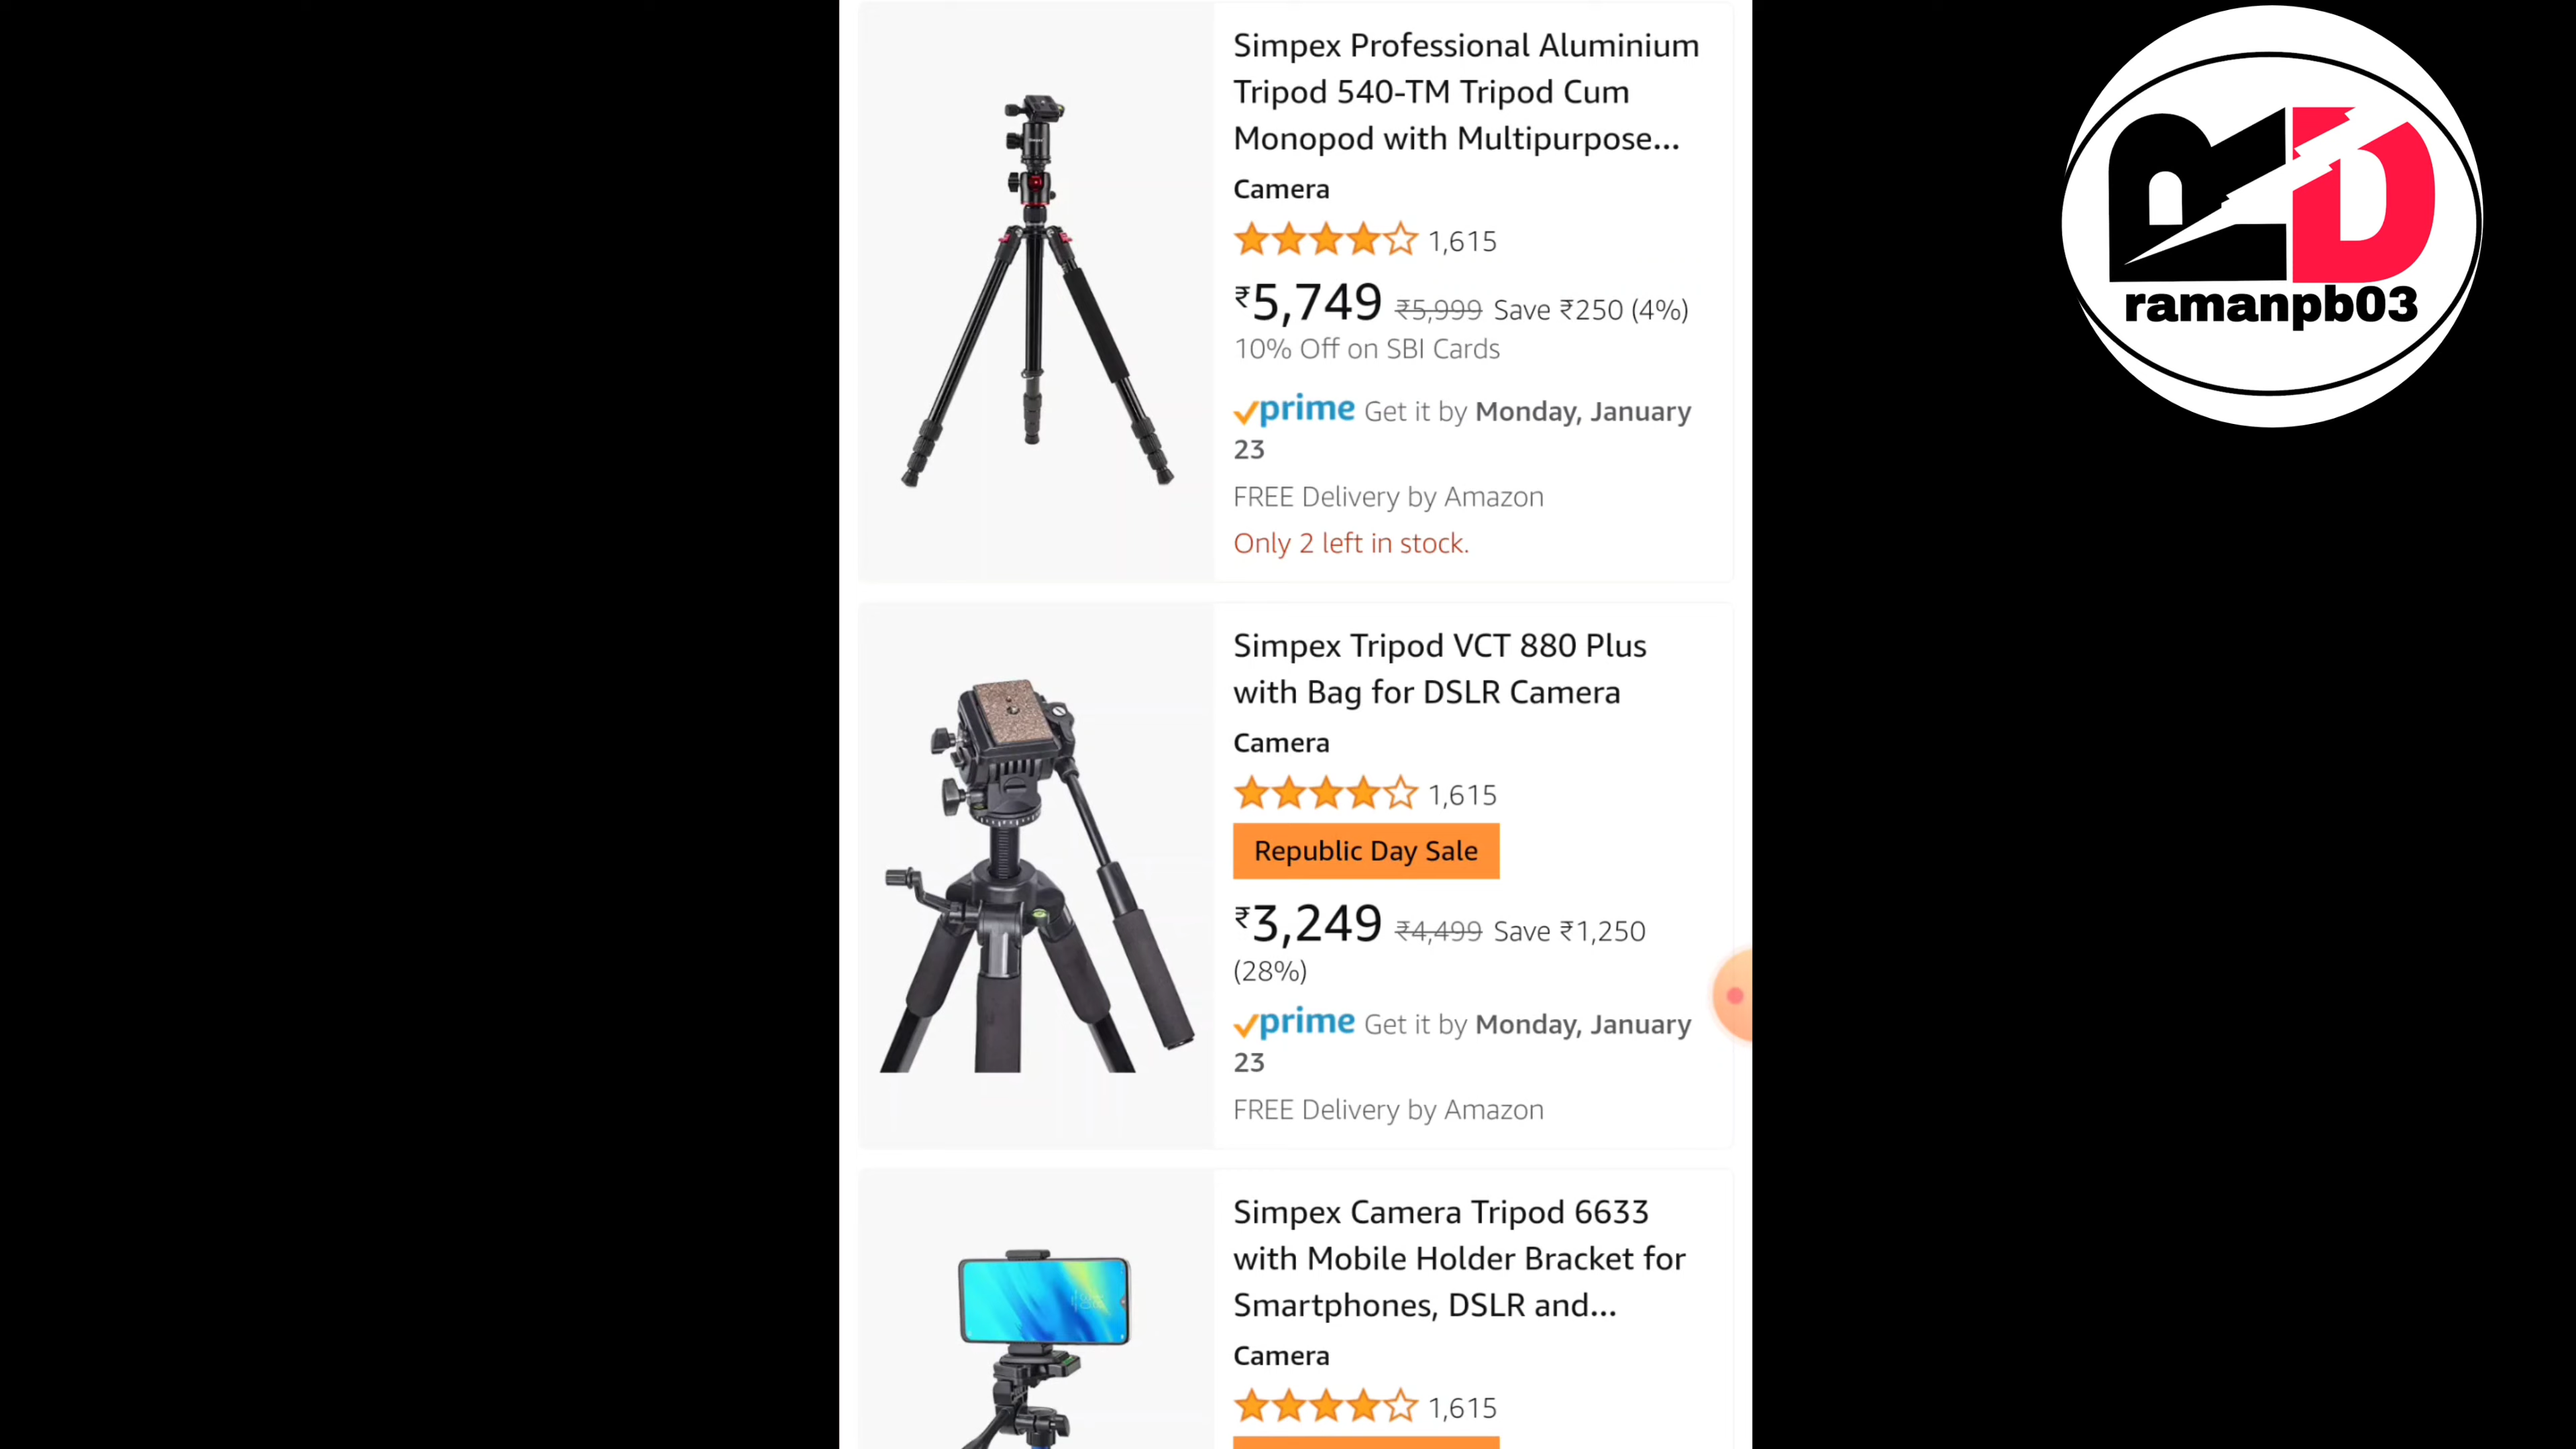 Simpex Professional Aluminium
Tripod 540-TM Tripod Cum
Monopod with Multipurpose...
Camera
1,615
₹5,749 ₹5,999 Save ₹250 (4%)
10% Off on SBI Cards
prime Get it by Monday, January
23
FREE Delivery by Amazon
Only 2 left in stock.
Simpex Tripod VCT 880 Plus
with Bag for DSLR Camera
Camera
1,615
Republic Day Sale
₹3,249 ₹4,499 Save ₹1,250
(28%)
prime Get it by Monday, January
23
FREE Delivery by Amazon
Simpex Camera Tripod 6633
with Mobile Holder Bracket for
Smartphones, DSLR and...
Camera
1,615
RD
ramanpb03